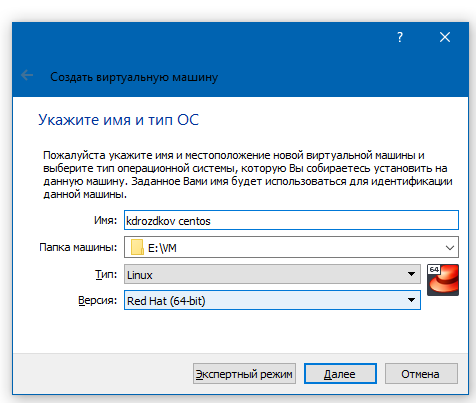 ?
Создать виртуальную машину
Укажите имя и тип ОС
Пожалуйста укажите имя и местоположение новой виртуальной машины и
выберите тип операционной системы, которую Вы собираетесь установить на
данную машину. Заданное Вами имя будет использоваться для идентификации
данной машины.
Имя: kdrozdkov centos
Папка машины: E:\VM
Тип: Linux
64
Версия: Red Hat (64-bit)
Экспертный режим Далее Отмена